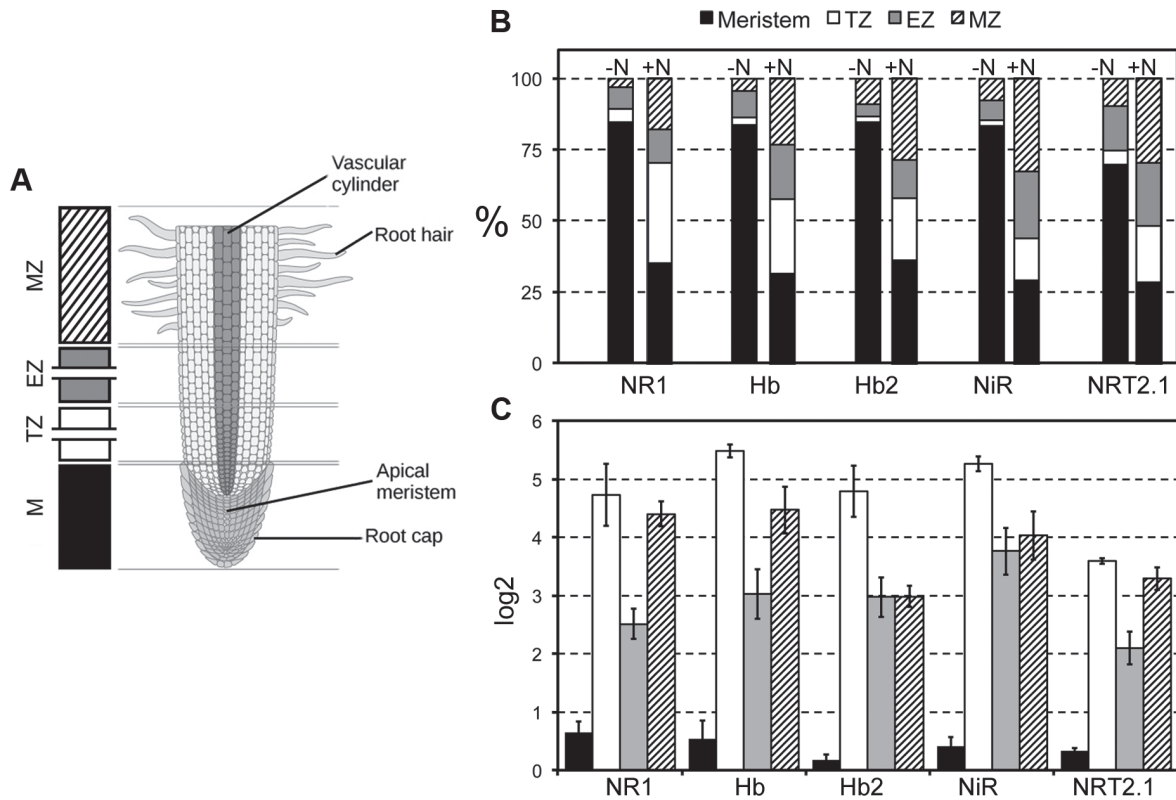 A
MZ
EZ
TZ
M
Vascular
cylinder
Root hair
Apical
meristem
Root cap
B
Meristem TZ EZ MZ
-N +N -N +N -N +N -N +N -N +N
100
75
50
25
0
%
NR1 Hb Hb2 NiR NRT2.1
C
6
5
4
3
2
1
0
log2
NR1 Hb Hb2 NiR NRT2.1